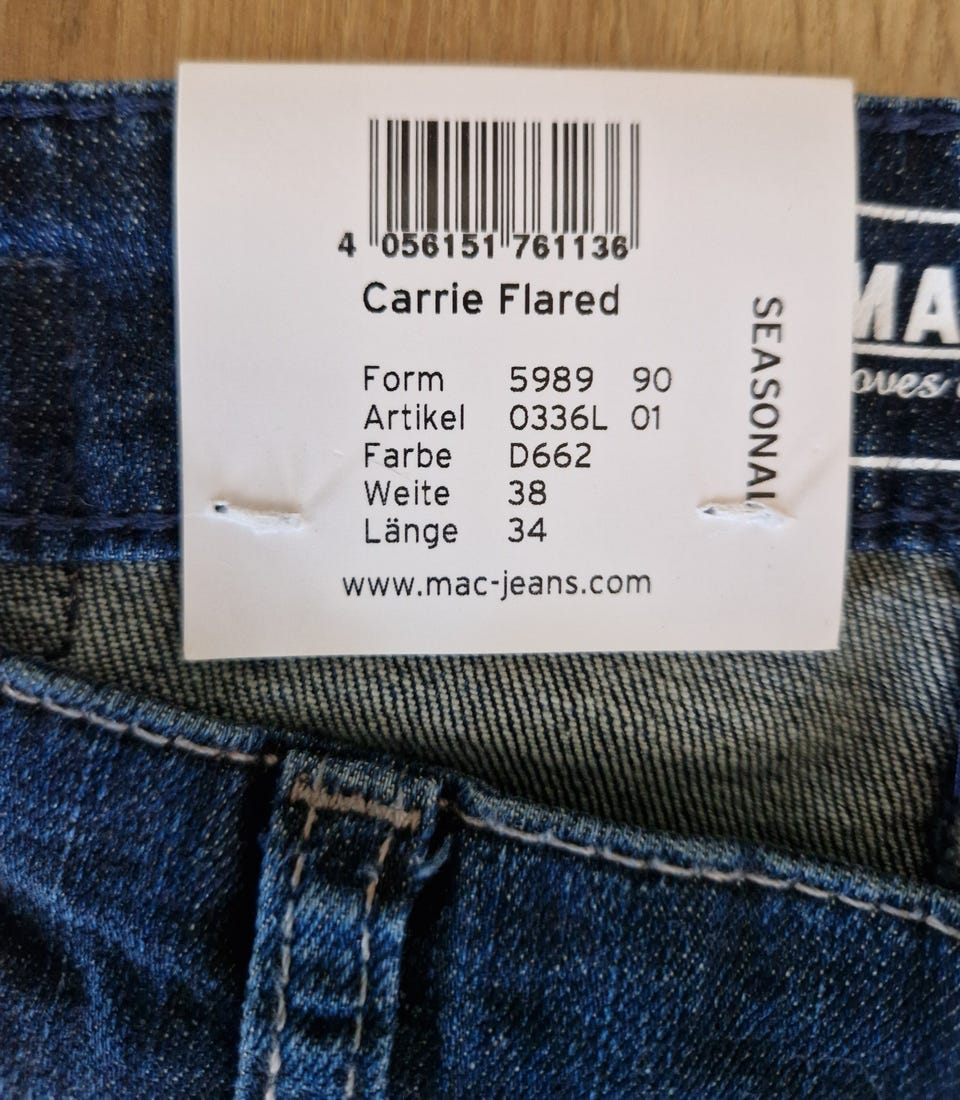 4 056151 761136
Carrie Flared
Form 5989 90
Artikel 0336L 01
Farbe D662
Weite 38
Länge 34
www.mac-jeans.com
SEASONAL
MA